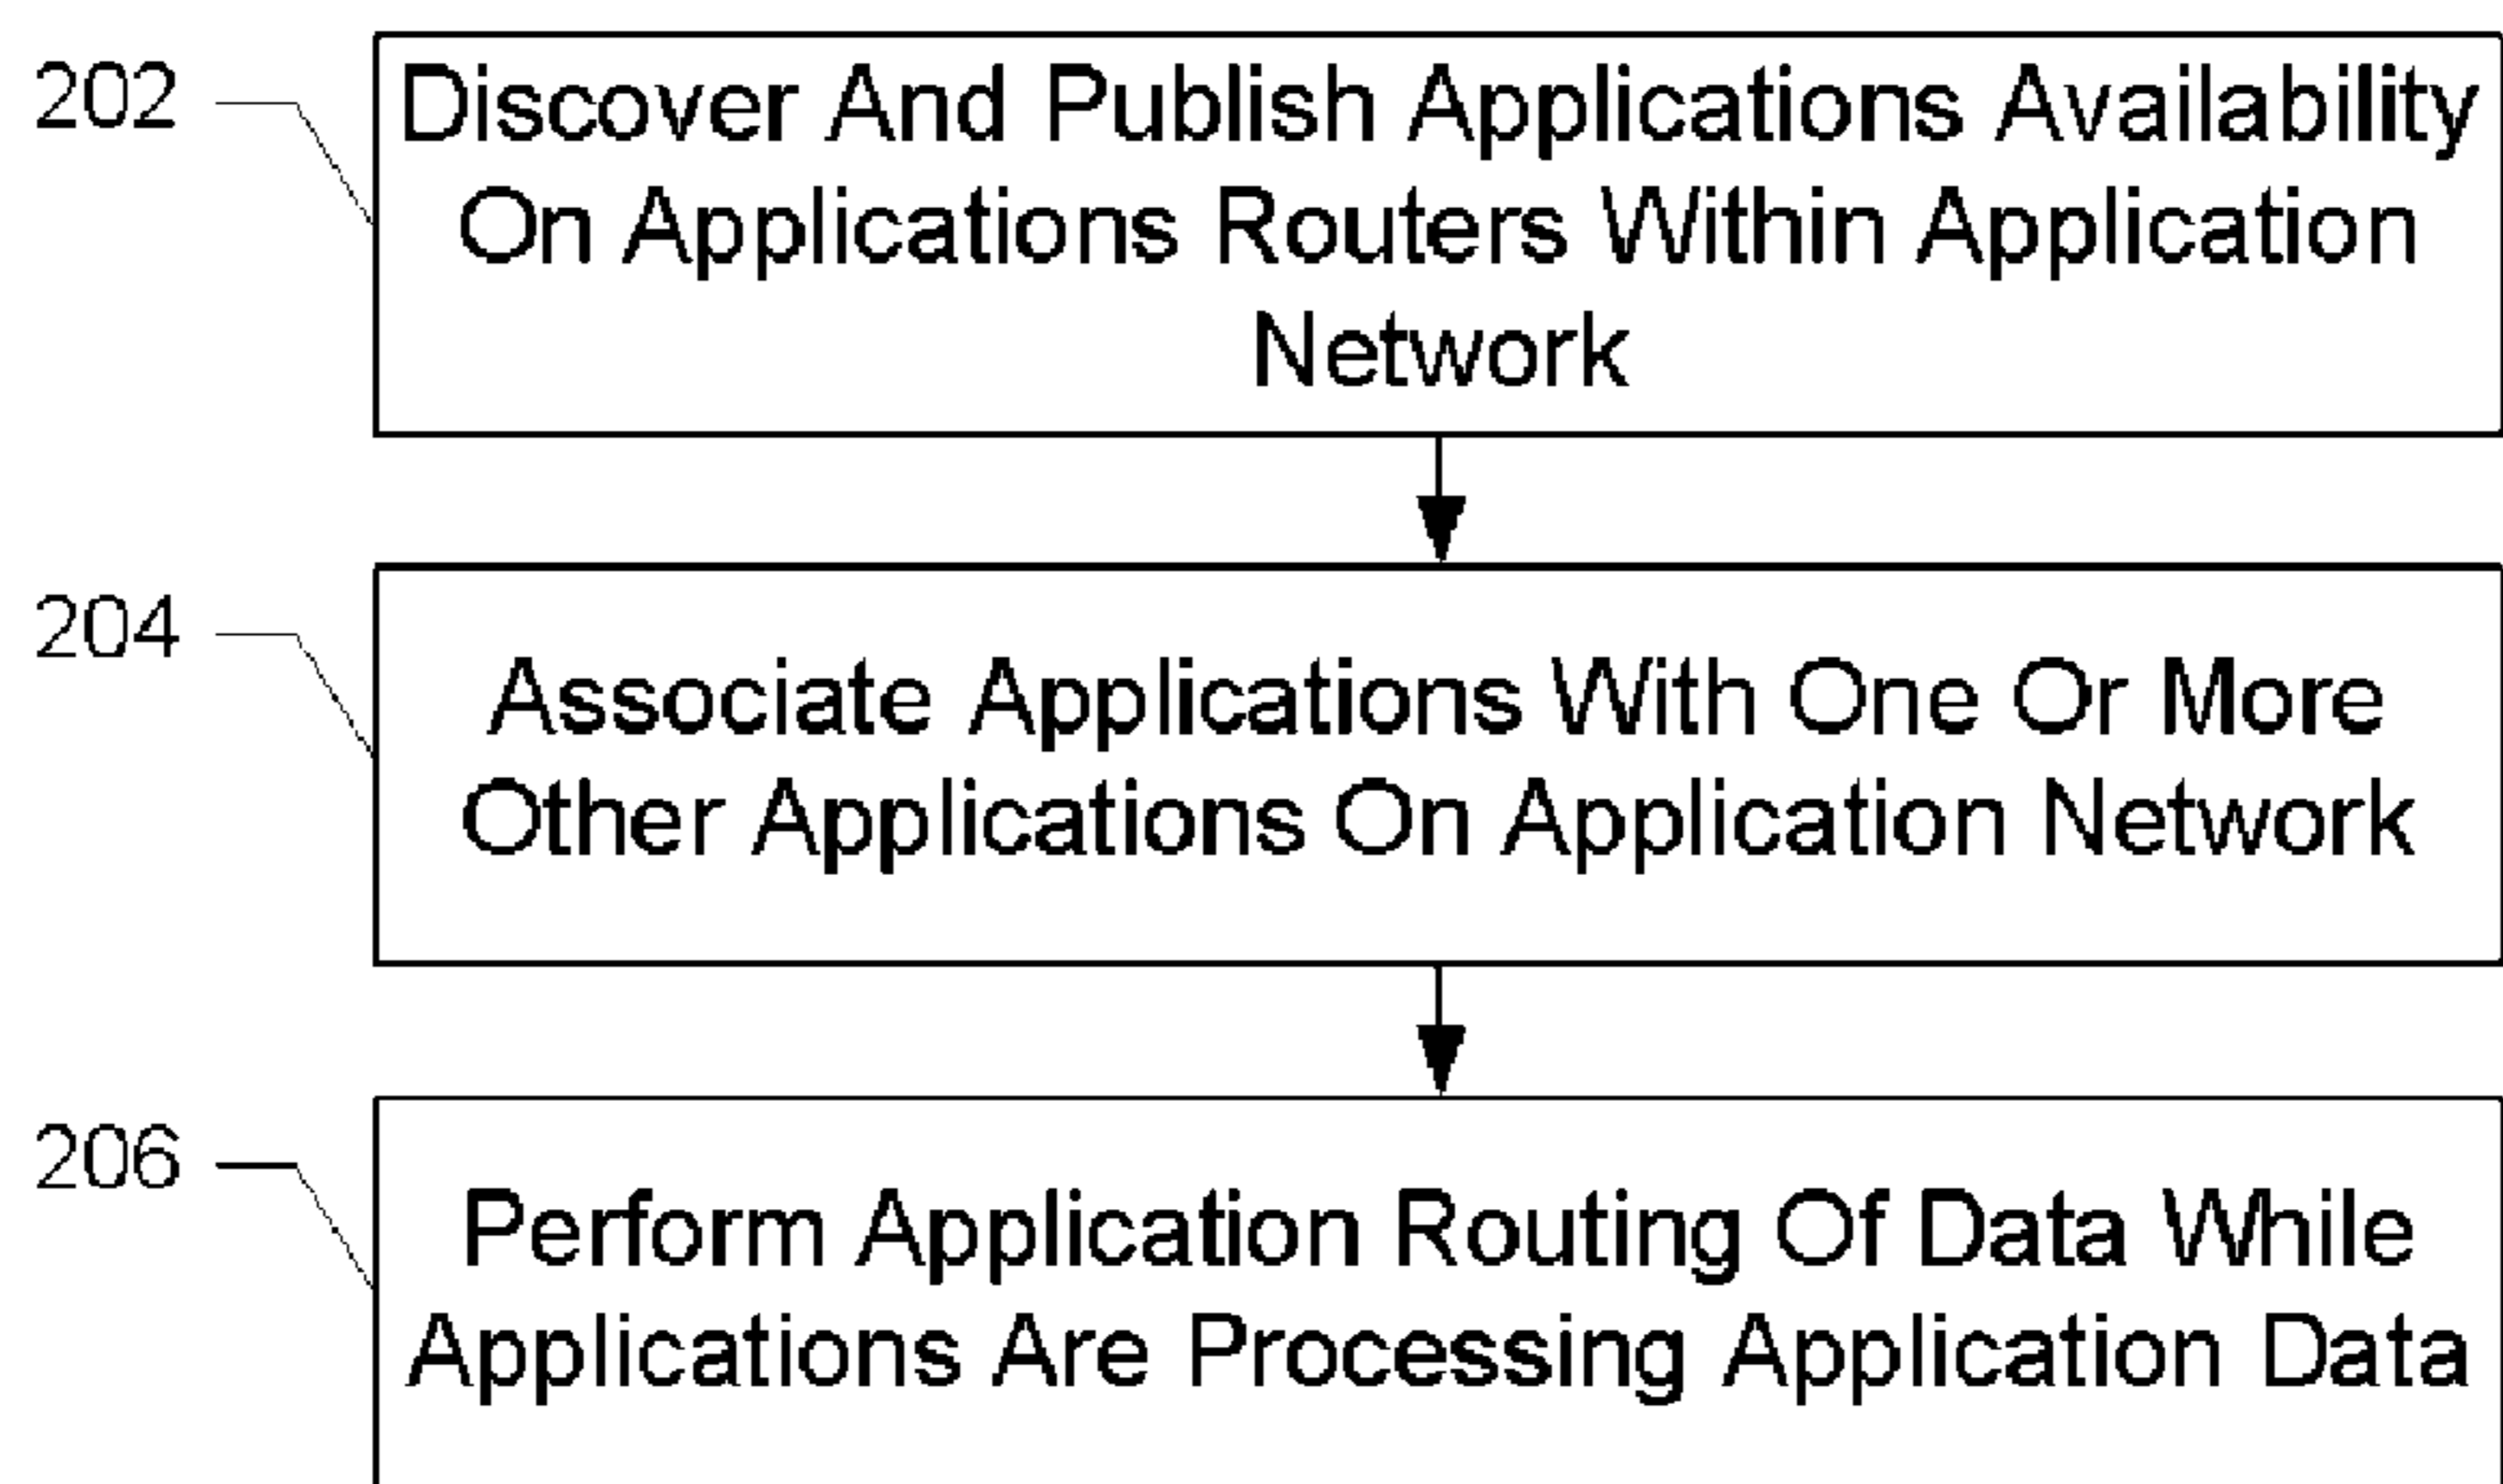 202
Discover And Publish Applications Availability
On Applications Routers Within Application
Network
204
Associate Applications With One Or More
Other Applications On Application Network
206
Perform Application Routing Of Data While
Applications Are Processing Application Data